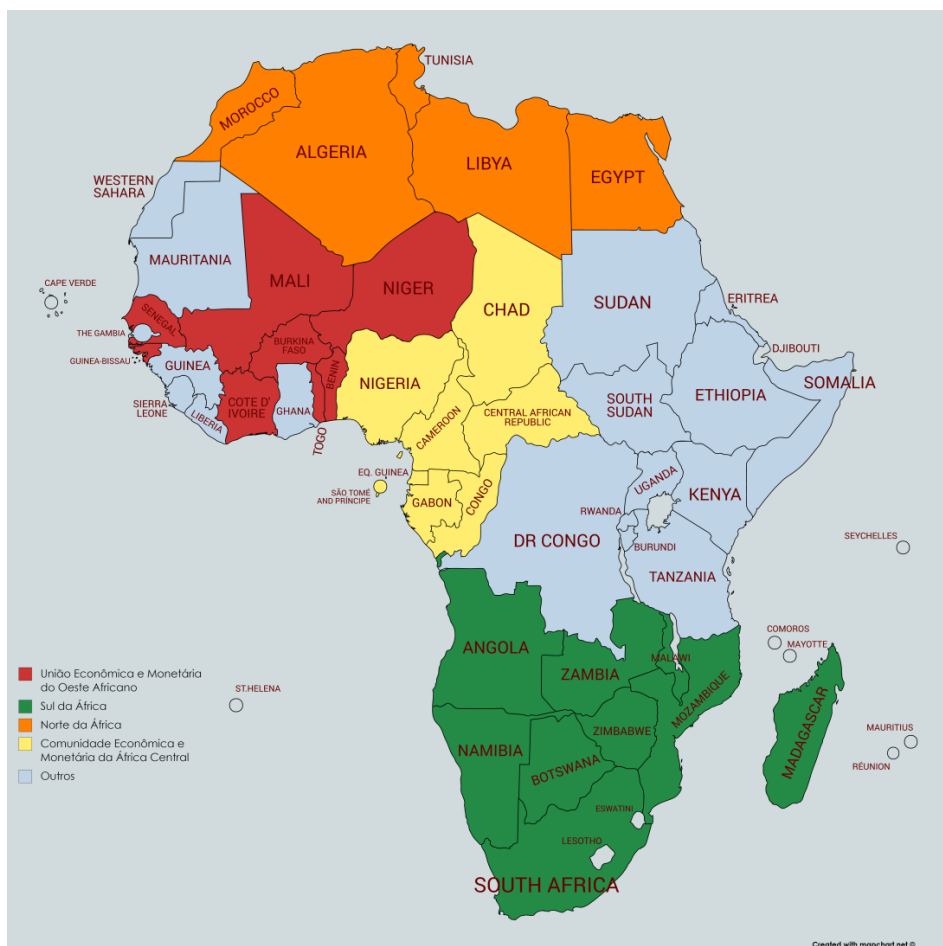 TUNISIA
MOROCCO
ALGERIA
LIBYA
EGYPT
WESTERN
SAHARA
MAURITANIA
MALI
NIGER
CHAD
SUDAN
ERITREA
CAPE VERDE
SENEGAL
THE GAMBIA
GUINEA-BISSAU
GUINEA
BURKINA
FASO
BENIN
NIGERIA
DJIBOUTI
SOMALIA
ETHIOPIA
SOUTH
SUDAN
CENTRAL AFRICAN
REPUBLIC
CAMEROON
SIERRA
LEONE
LIBERIA
COTE D'
IVOIRE
GHANA
TOGO
EQ. GUINEA
SÃO TOMÉ
AND PRÍNCIPE
GABON
CONGO
UGANDA
KENYA
RWANDA
DR CONGO
BURUNDI
TANZANIA
SEYCHELLES
COMOROS
MAYOTTE
ANGOLA
ZAMBIA
MALAWI
MOZAMBIQUE
ST.HELENA
NAMIBIA
ZIMBABWE
BOTSWANA
MADAGASCAR
MAURITIUS
RÉUNION
ESWATINI
LESOTHO
SOUTH AFRICA
União Econômica e Monetária
do Oeste Africano
Sul da África
Norte da África
Comunidade Econômica e
Monetária da África Central
Outros
Created with mapchart.net ©